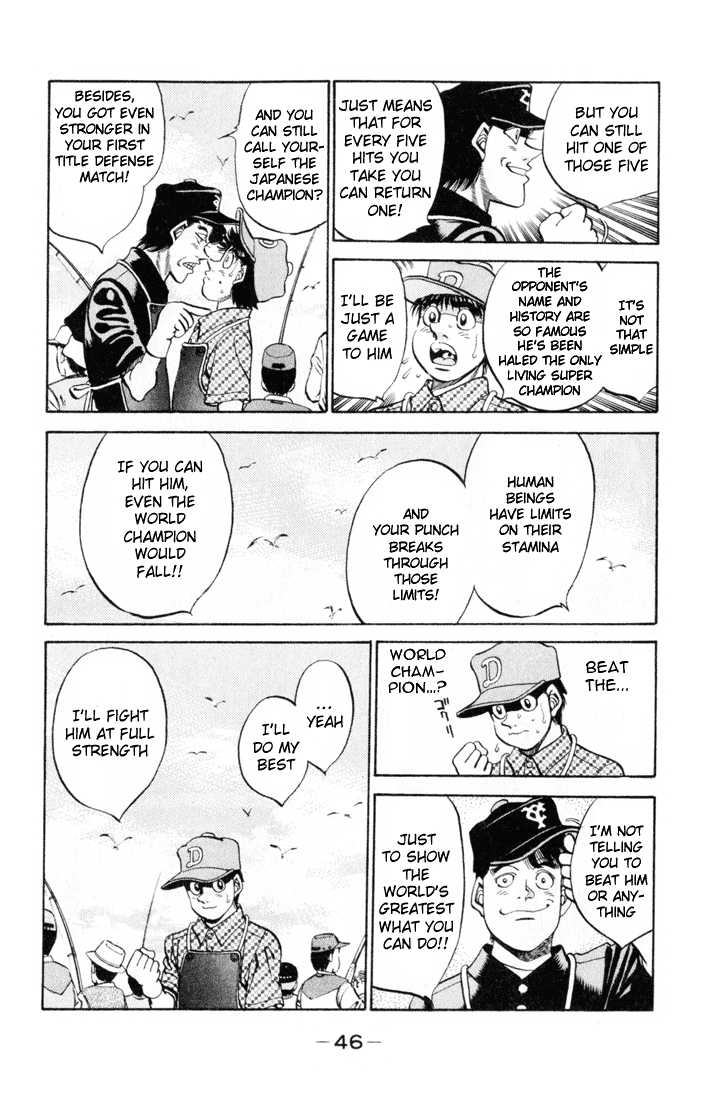 BUT YOU
CAN STILL
HIT ONE OF
THOSE FIVE
JUST MEANS
THAT FOR
EVERY FIVE
HITS YOU
TAKE YOU
CAN RETURN
ONE!
AND YOU
CAN STILL
CALL YOUR-
SELF THE
JAPANESE
CHAMPION?
BESIDES,
YOU GOT EVEN
STRONGER IN
YOUR FIRST
TITLE DEFENSE
MATCH!
IT'S
NOT
THAT
SIMPLE
THE
OPPONENT'S
NAME AND
HISTORY ARE
SO FAMOUS
HE'S BEEN
HALED THE ONLY
LIVING SUPER
CHAMPION
I'LL BE
JUST A
GAME
TO HIM
D
HUMAN
BEINGS
HAVE LIMITS
ON THEIR
STAMINA
AND
YOUR PUNCH
BREAKS
THROUGH
THOSE
LIMITS!
IF YOU CAN
HIT HIM,
EVEN THE
WORLD
CHAMPION
WOULD
FALL!!
BEAT
THE...
WORLD
CHAM-
PION...?
D
ゴクリ
I'M NOT
TELLING
YOU TO
BEAT HIM
OR ANY-
THING
JUST
TO SHOW
THE
WORLD'S
GREATEST
WHAT YOU
CAN DO!!
...
YEAH
I'LL
DO MY
BEST
I'LL FIGHT
HIM AT FULL
STRENGTH
D
-46-